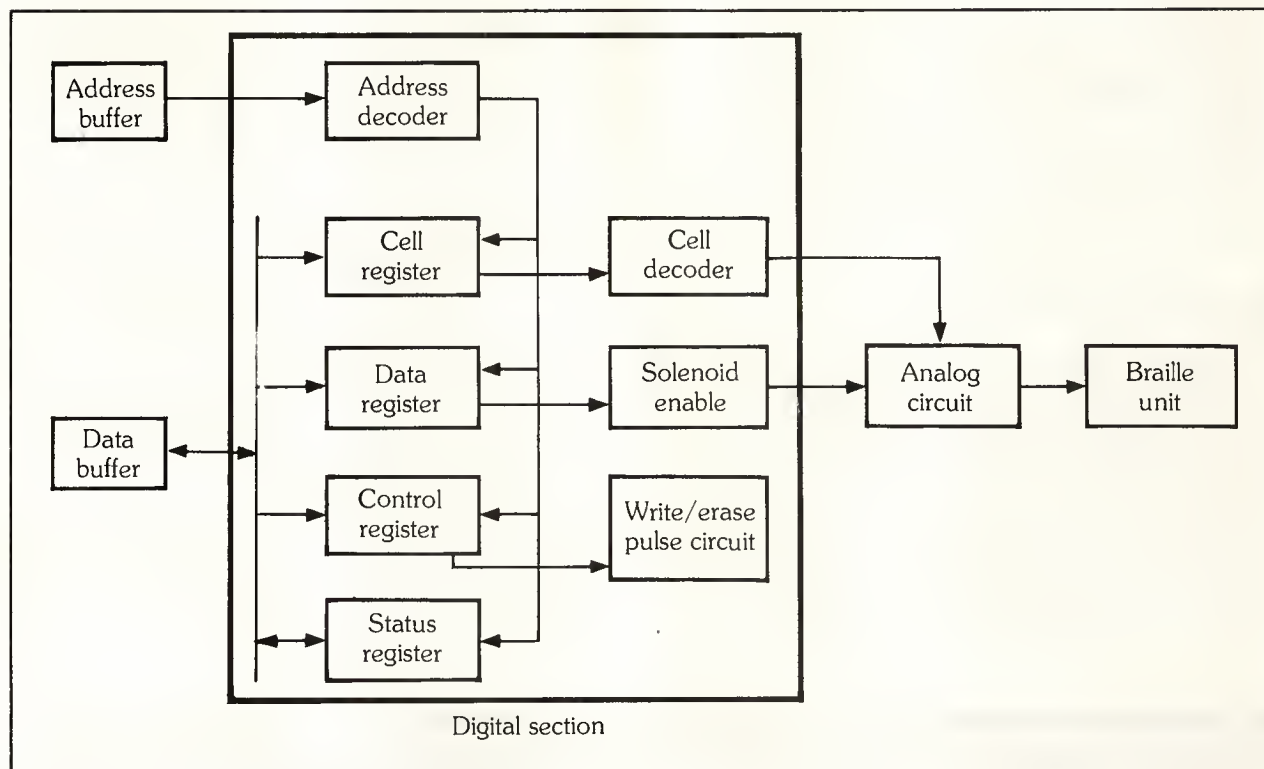 Address
buffer
Address
decoder
Cell
register
Cell
decoder
Data
register
Solenoid
enable
Analog
circuit
Braille
unit
Data
buffer
Control
register
Write/erase
pulse circuit
Status
register
Digital section